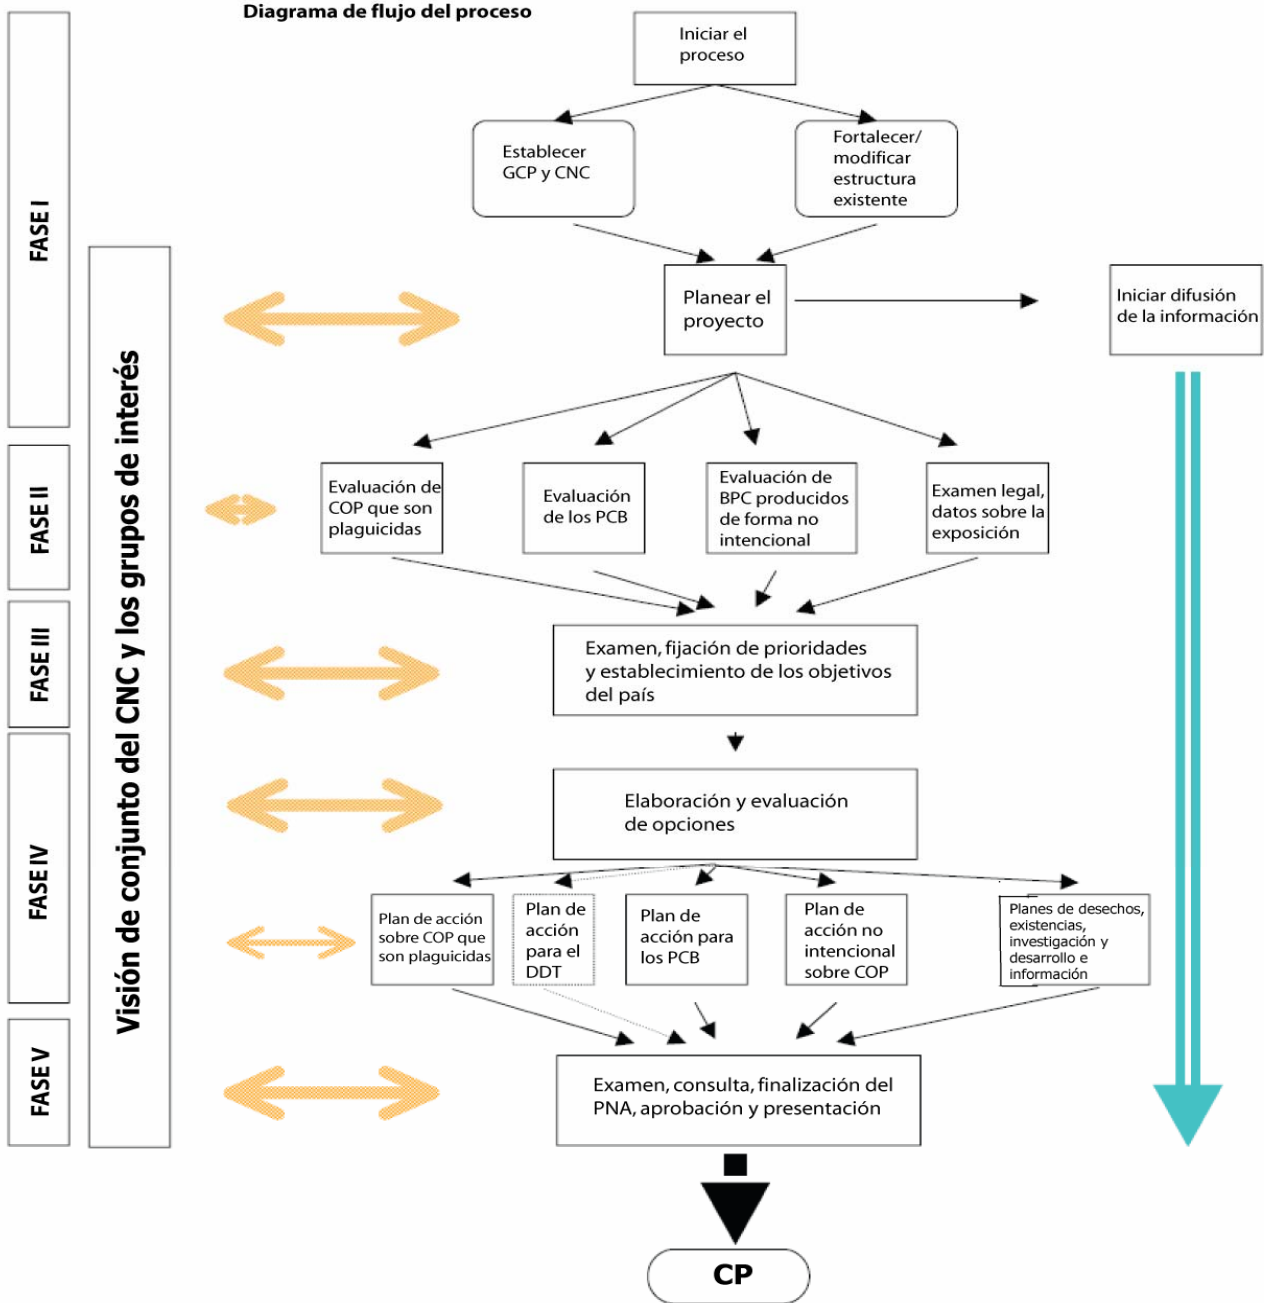 Diagrama de flujo del proceso
Iniciar el
proceso
Establecer
GCP y CNC
Fortalecer/
modificar
estructura
existente
FASE I
Planear el
proyecto
Iniciar difusión
de la información
Visión de conjunto del CNC y los grupos de interés
FASE II
Evaluación de
COP que son
plaguicidas
Evaluación
de los PCB
Evaluación de
BPC producidos
de forma no
intencional
Examen legal,
datos sobre la
exposición
FASE III
Examen, fijación de prioridades
y establecimiento de los objetivos
del país
FASE IV
Elaboración y evaluación
de opciones
Plan de acción
sobre COP que
son plaguicidas
Plan de
acción
para el
DDT
Plan de
acción para
los PCB
Plan de
acción no
intencional
sobre COP
Planes de desechos,
existencias,
investigación y
desarrollo e
información
FASE V
Examen, consulta, finalización del
PNA, aprobación y presentación
CP